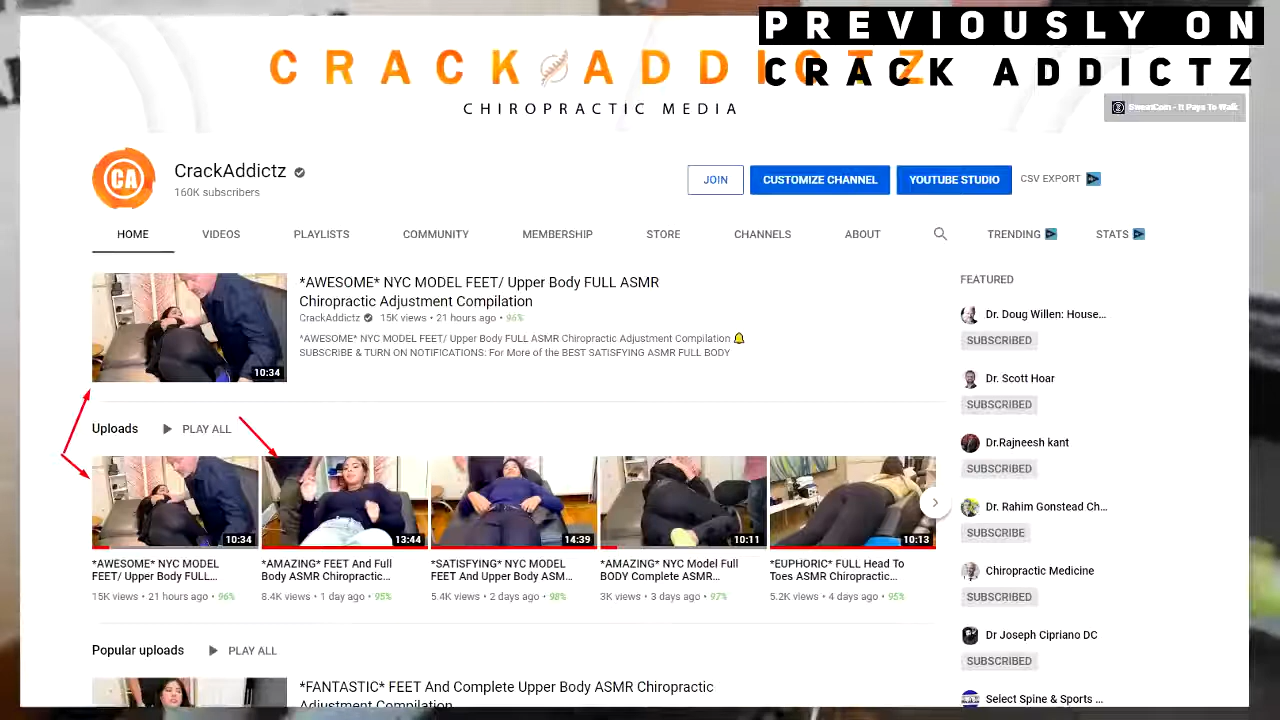 PREVIOUSLY ON
CRACK ADDICTZ
CRACK ADDICTZ
CHIROPRACTIC MEDIA
SweatCoin - It Pays To Walk
CA
CrackAddictz
160K subscribers
JOIN
CUSTOMIZE CHANNEL
YOUTUBE STUDIO
CSV EXPORT
HOME
VIDEOS
PLAYLISTS
COMMUNITY
MEMBERSHIP
STORE
CHANNELS
ABOUT
TRENDING
STATS
*AWESOME* NYC MODEL FEET/ Upper Body FULL ASMR
Chiropractic Adjustment Compilation
CrackAddictz 15K views • 21 hours ago • 96%
*AWESOME* NYC MODEL FEET/ Upper Body FULL ASMR Chiropractic Adjustment Compilation
SUBSCRIBE & TURN ON NOTIFICATIONS: For More of the BEST SATISFYING ASMR FULL BODY
10:34
Uploads
PLAY ALL
10:34
*AWESOME* NYC MODEL
FEET/ Upper Body FULL...
15K views • 21 hours ago • 96%
13:44
*AMAZING* FEET And Full
Body ASMR Chiropractic...
8.4K views • 1 day ago • 95%
14:39
*SATISFYING* NYC MODEL
FEET And Upper Body ASM...
5.4K views • 2 days ago • 98%
10:11
*AMAZING* NYC Model Full
BODY Complete ASMR...
3K views • 3 days ago • 97%
10:13
*EUPHORIC* FULL Head To
Toes ASMR Chiropractic...
5.2K views • 4 days ago • 95%
Popular uploads
PLAY ALL
*FANTASTIC* FEET And Complete Upper Body ASMR Chiropractic
Adjustment Compilation
FEATURED
Dr. Doug Willen: House...
SUBSCRIBED
Dr. Scott Hoar
SUBSCRIBED
Dr.Rajneesh kant
SUBSCRIBED
Dr. Rahim Gonstead Ch...
SUBSCRIBE
Chiropractic Medicine
SUBSCRIBED
Dr Joseph Cipriano DC
SUBSCRIBED
Select Spine & Sports ...